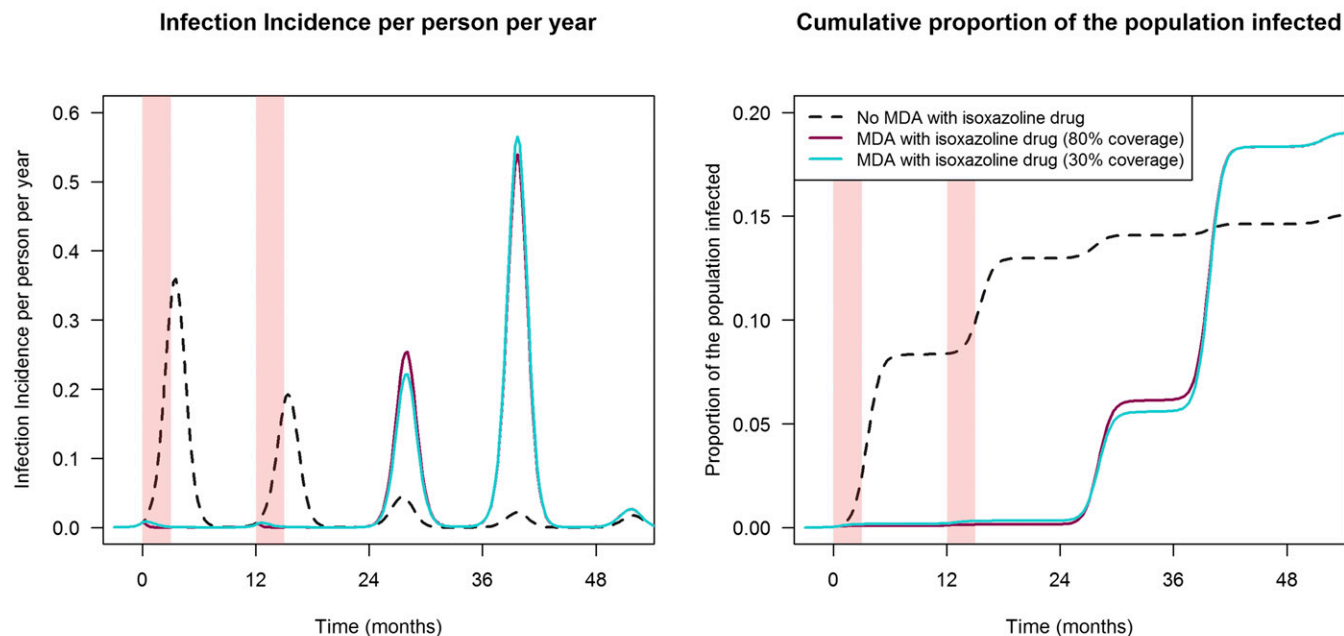 Infection Incidence per person per year
Infection Incidence per person per year
0.6
0.5
0.4
0.3
0.2
0.1
0.0
0
12
24
36
48
Time (months)
Cumulative proportion of the population infected
Proportion of the population infected
0.20
0.15
0.10
0.05
0.00
No MDA with isoxazoline drug
MDA with isoxazoline drug (80% coverage)
MDA with isoxazoline drug (30% coverage)
0
12
24
36
48
Time (months)